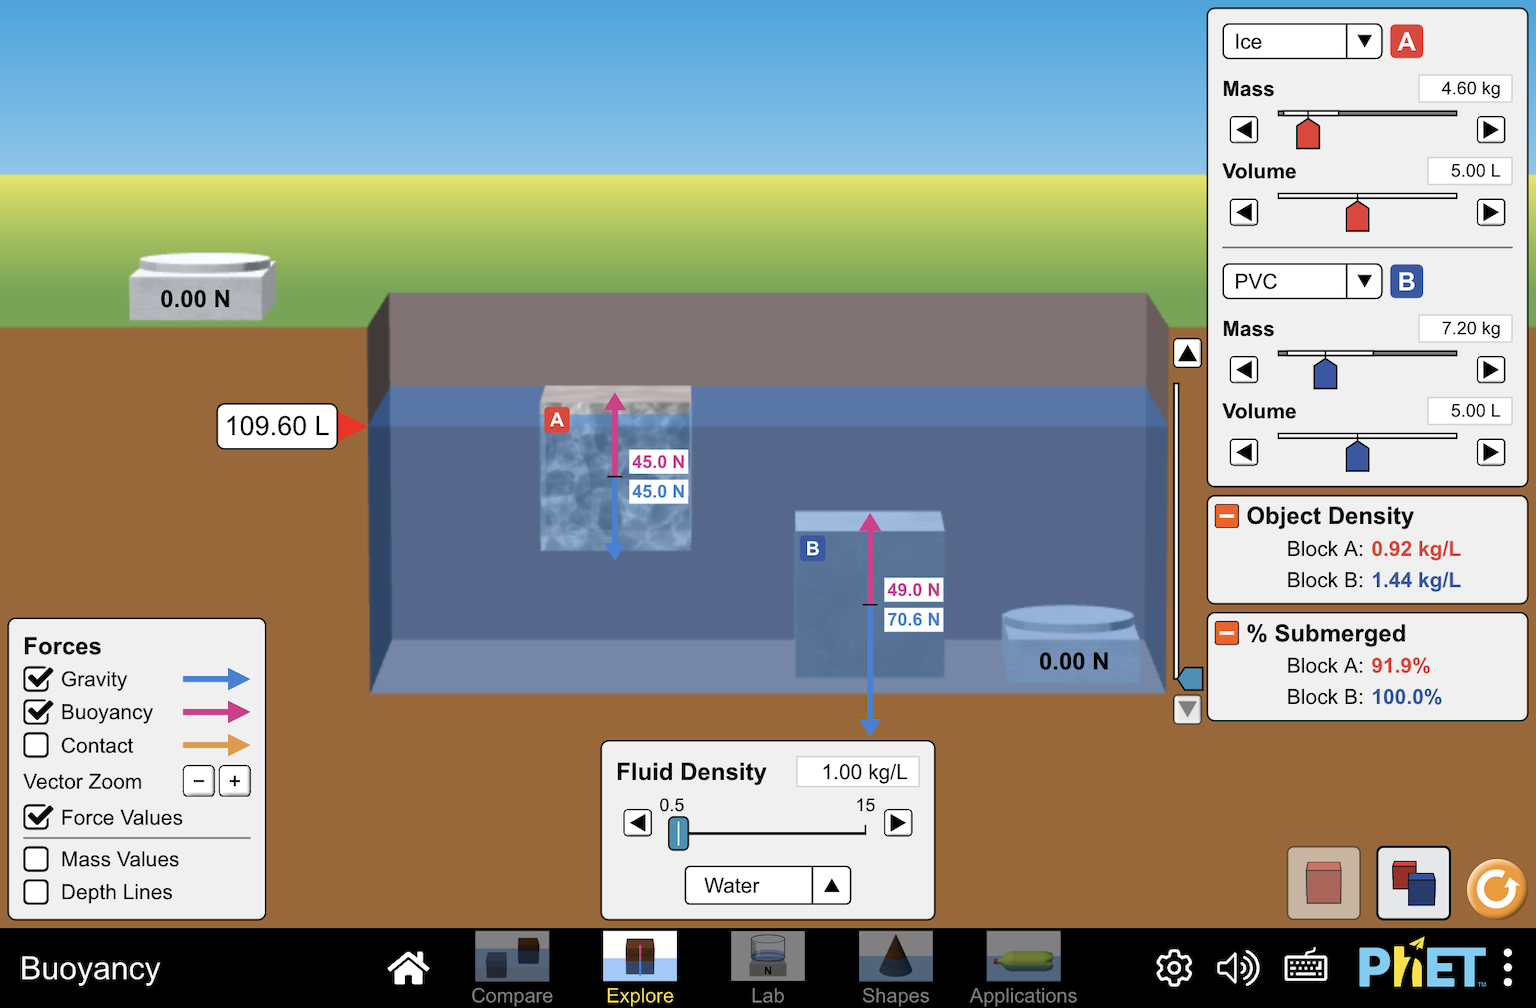 Ice
A
Mass
4.60 kg
Volume
5.00 L
PVC
B
Mass
7.20 kg
Volume
5.00 L
Object Density
Block A: 0.92 kg/L
Block B: 1.44 kg/L
% Submerged
Block A: 91.9%
Block B: 100.0%
0.00 N
109.60 L
A
45.0 N
45.0 N
B
49.0 N
70.6 N
0.00 N
Forces
Gravity
Buoyancy
Contact
Vector Zoom
Force Values
Mass Values
Depth Lines
Fluid Density
1.00 kg/L
0.5 15
Water
Buoyancy
Compare
Explore
N
Lab
Shapes
Applications
PhET